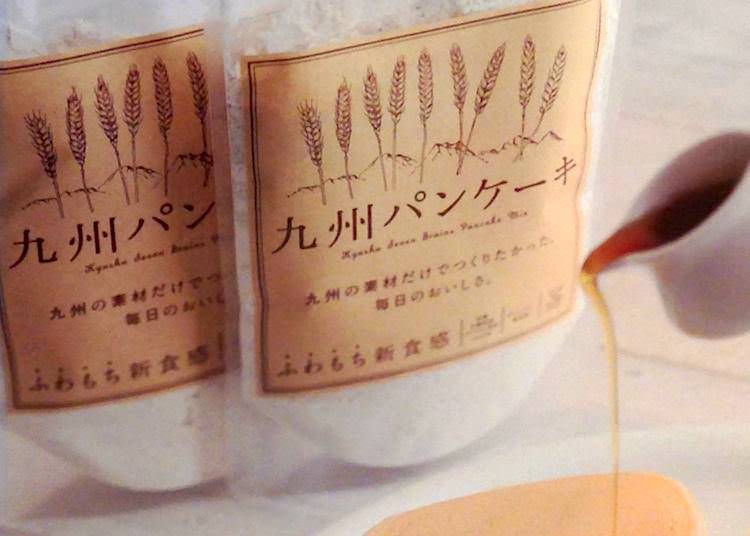 九州パン
Kyushu Seven Grains
九州の素材だけでつ
毎日のおいし
ふわもち新食感
九州パンケーキ
Kyushu Seven Grains Pancake Mix
九州の素材だけでつくりたかった、
毎日のおいしさ。
ふわもち新食感